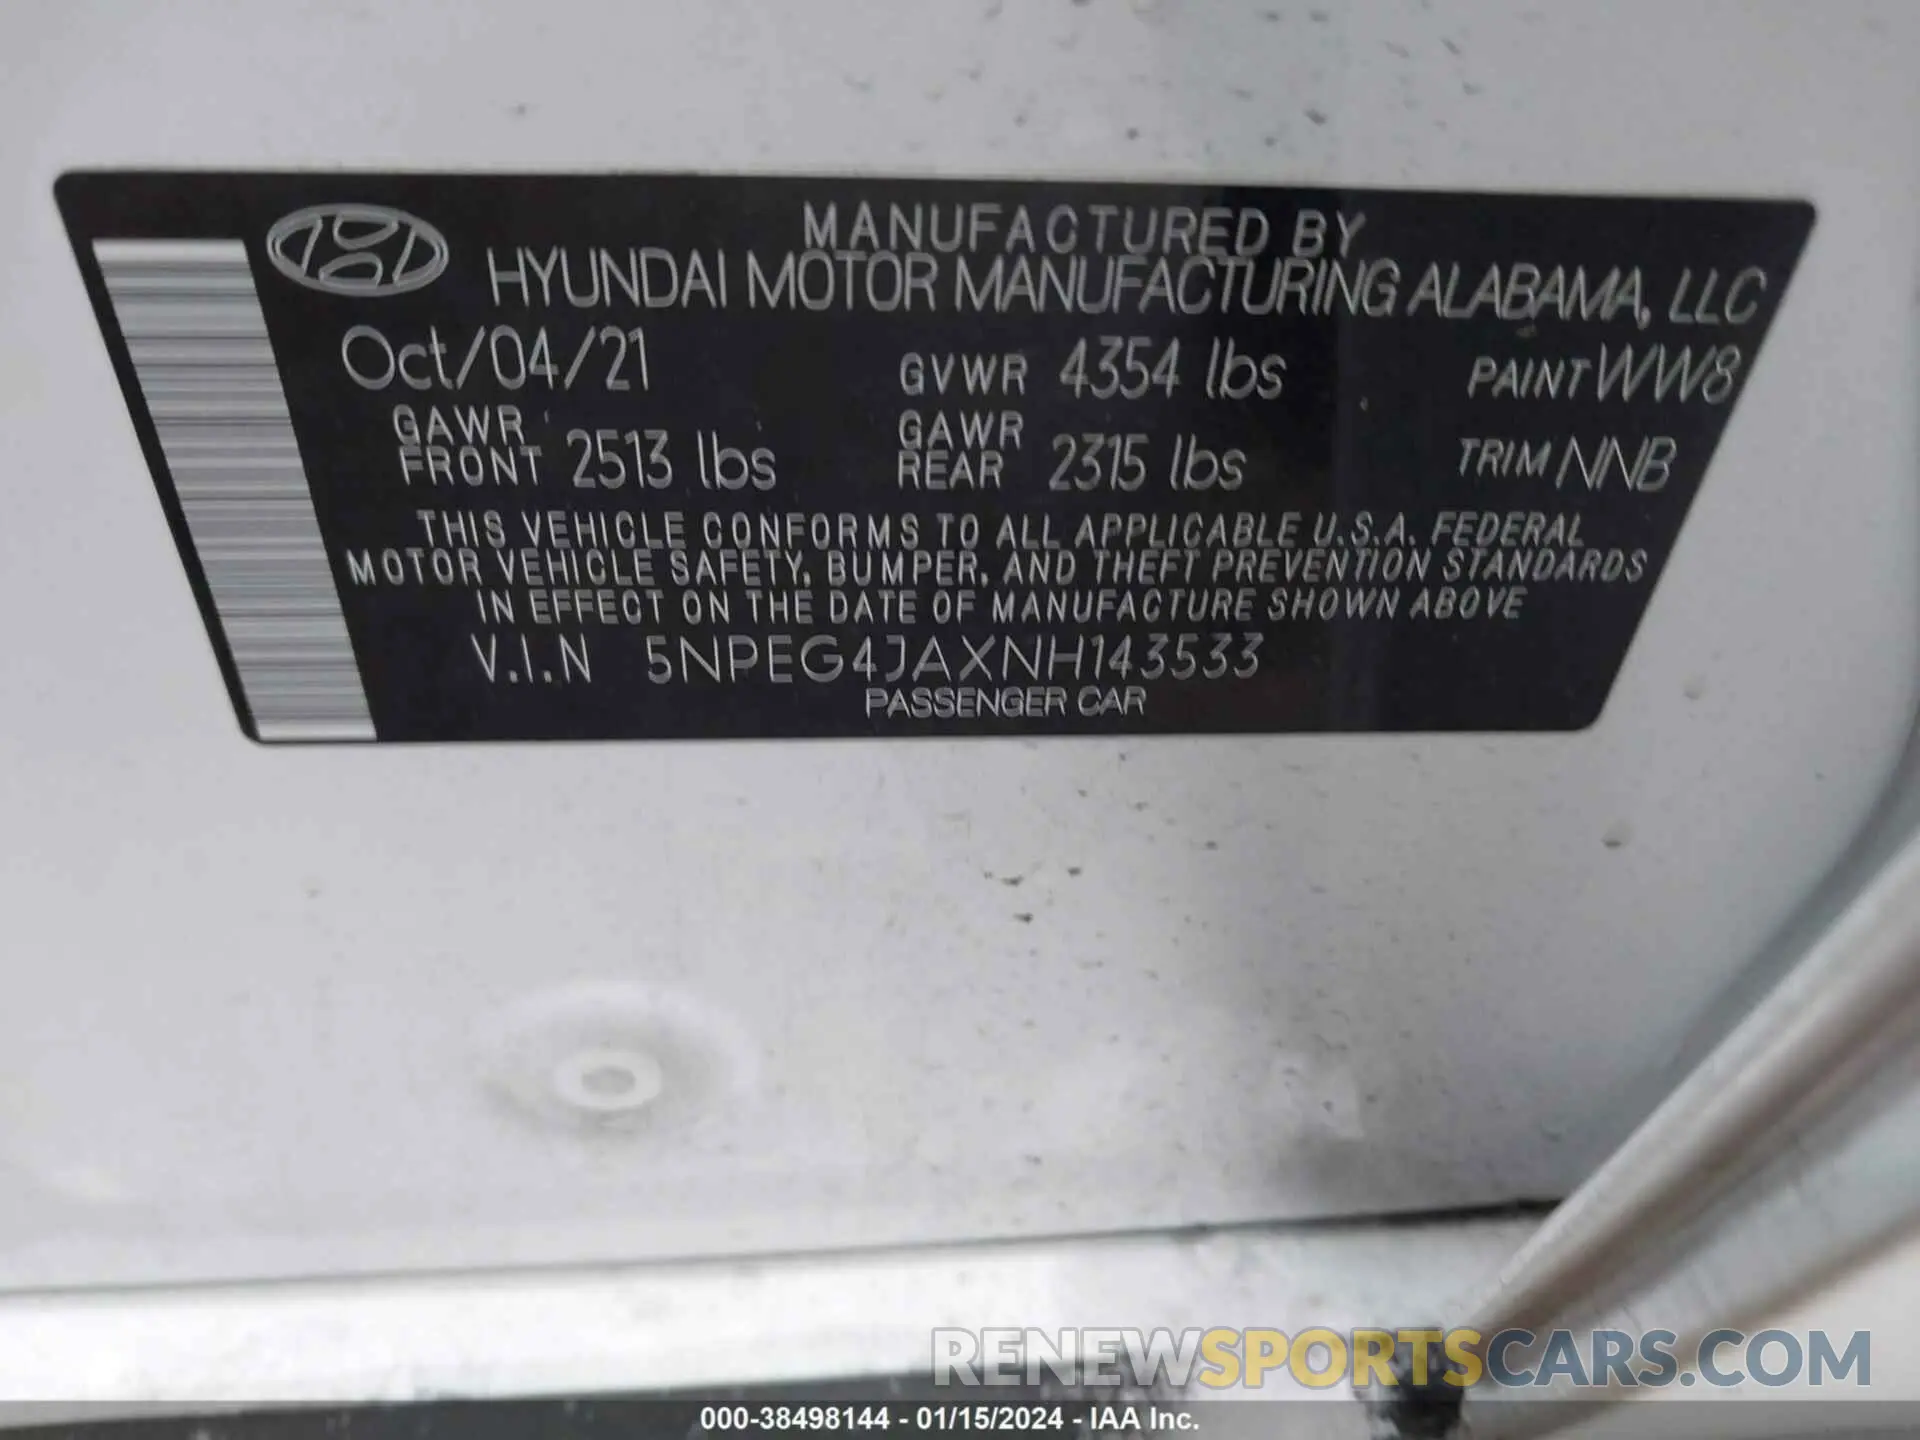 MANUFACTURED BY
HYUNDAI MOTOR MANUFACTURING ALABAMA, LLC
Oct/04/21 GVWR 4354 lbs PAINT WW8
GAWR FRONT 2513 lbs GAWR REAR 2315 lbs TRIM NNB
THIS VEHICLE CONFORMS TO ALL APPLICABLE U.S.A. FEDERAL
MOTOR VEHICLE SAFETY, BUMPER, AND THEFT PREVENTION STANDARDS
IN EFFECT ON THE DATE OF MANUFACTURE SHOWN ABOVE
V.I.N 5NPEG4JAXNH143533
PASSENGER CAR
RENEWSPORTSCARS.COM
000-38498144 - 01/15/2024 - IAA Inc.